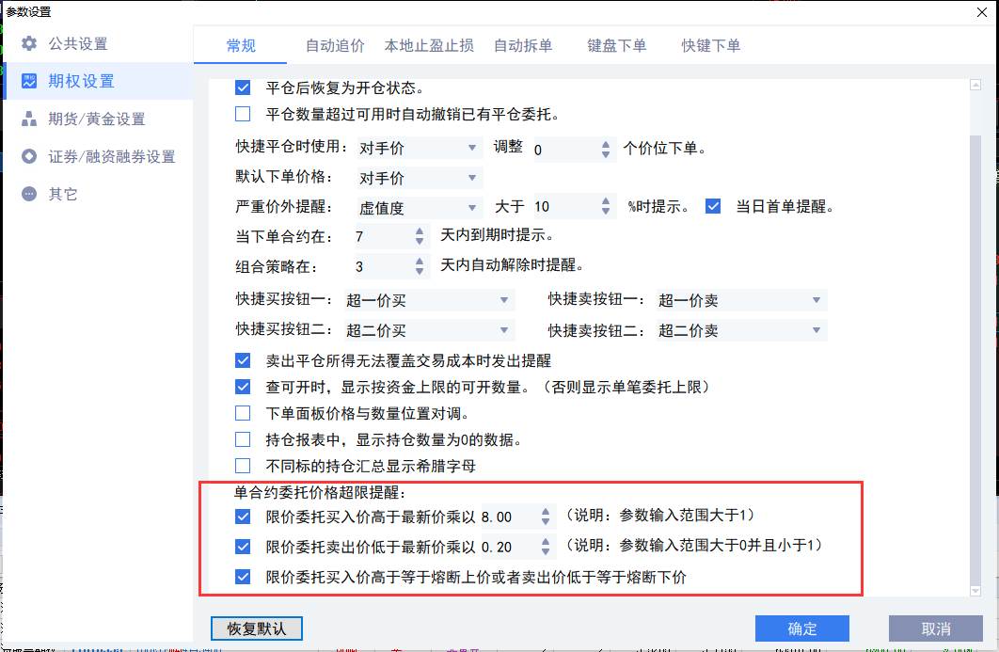 参数设置
公共设置
期权设置
期货/黄金设置
证券/融资融券设置
其它
常规 自动追价 本地止盈止损 自动拆单 键盘下单 快键下单
平仓后恢复为开仓状态。
平仓数量超过可用时自动撤销已有平仓委托。
快捷平仓时使用: 对手价 调整 0 个价位下单。
默认下单价格: 对手价
严重价外提醒: 虚值度 大于 10 %时提示。 当日首单提醒。
当下单合约在: 7 天内到期时提示。
组合策略在: 3 天内自动解除时提醒。
快捷买按钮一: 超一价买 快捷卖按钮一: 超一价卖
快捷买按钮二: 超二价买 快捷卖按钮二: 超二价卖
卖出平仓所得无法覆盖交易成本时发出提醒
查可开时，显示按资金上限的可开数量。（否则显示单笔委托上限）
下单面板价格与数量位置对调。
持仓报表中，显示持仓数量为0的数据。
不同标的持仓汇总显示希腊字母
单合约委托价格超限提醒:
限价委托买入价高于最新价乘以 8.00 （说明：参数输入范围大于1）
限价委托卖出价低于最新价乘以 0.20 （说明：参数输入范围大于0并且小于1）
限价委托买入价高于等于熔断上价或者卖出价低于等于熔断下价
恢复默认 确定 取消